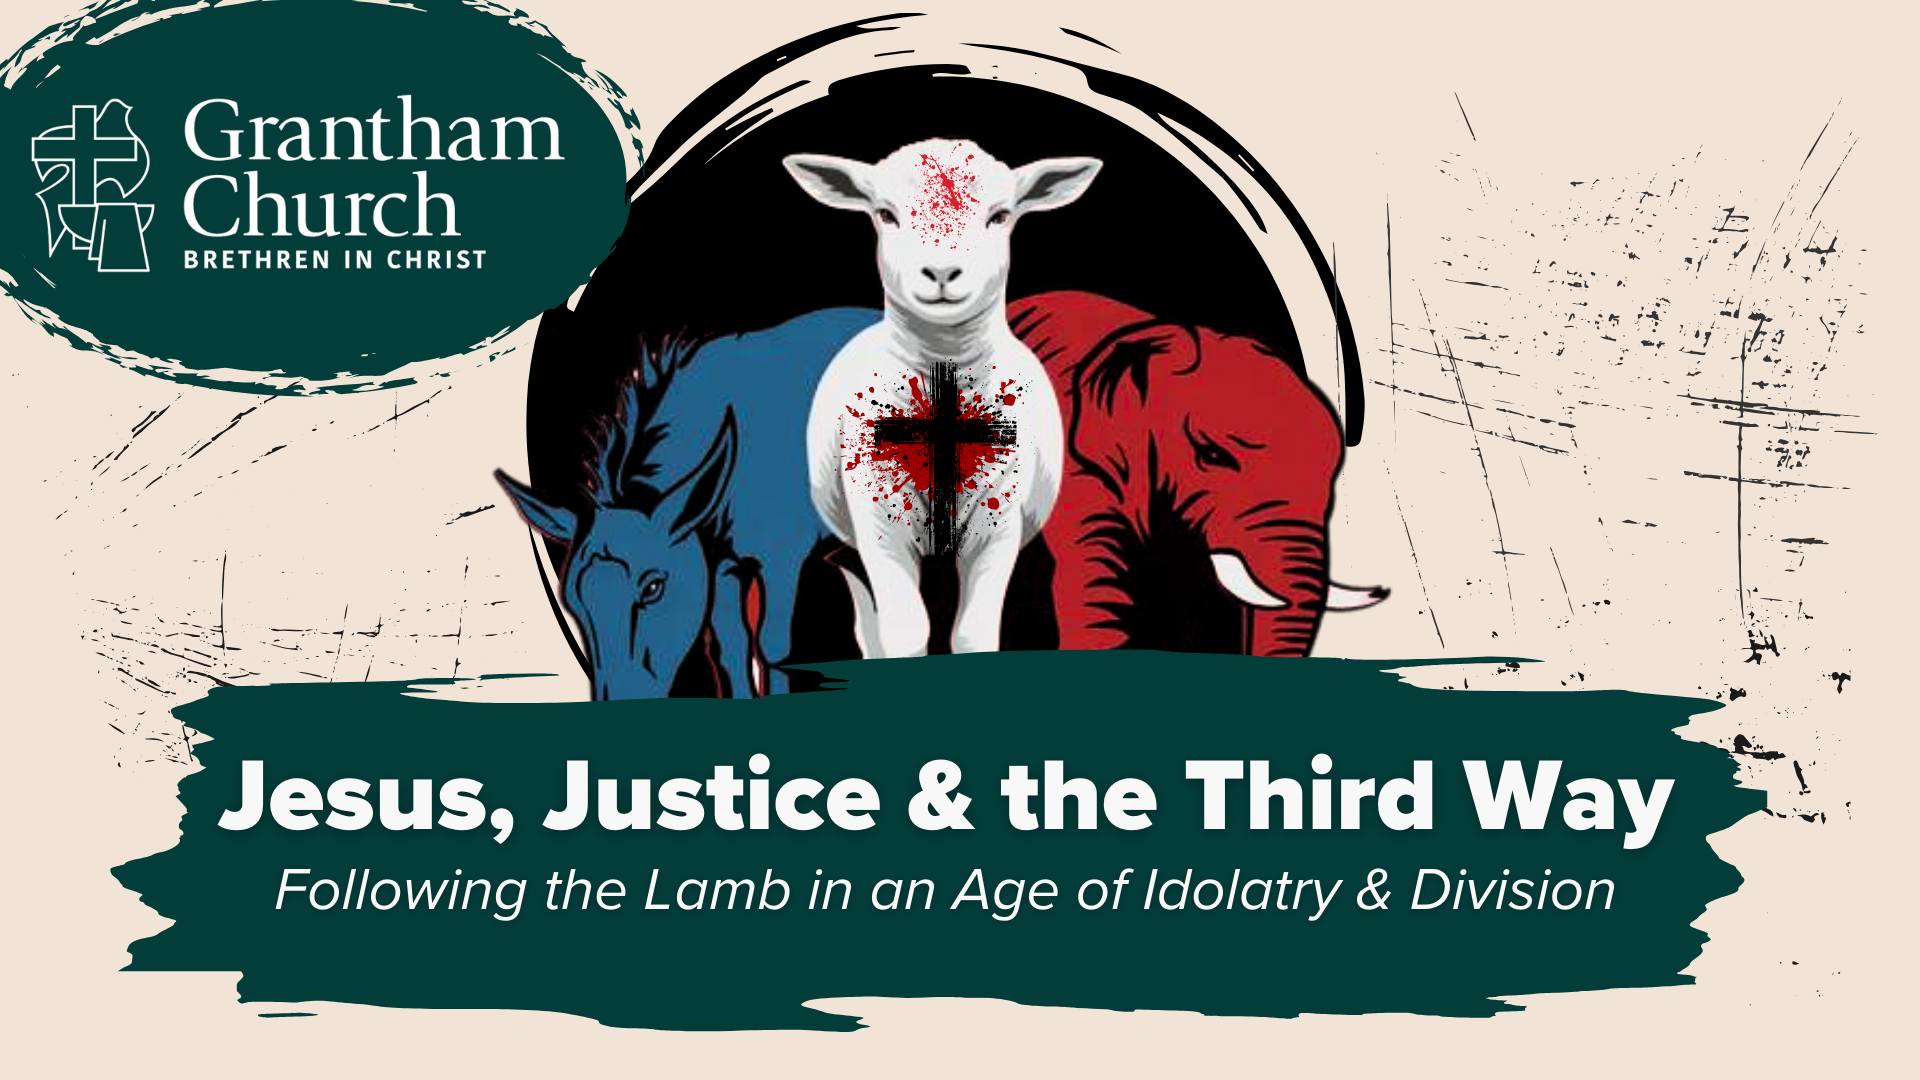 Grantham
Church
BRETHREN IN CHRIST
Jesus, Justice & the Third Way
Following the Lamb in an Age of Idolatry & Division